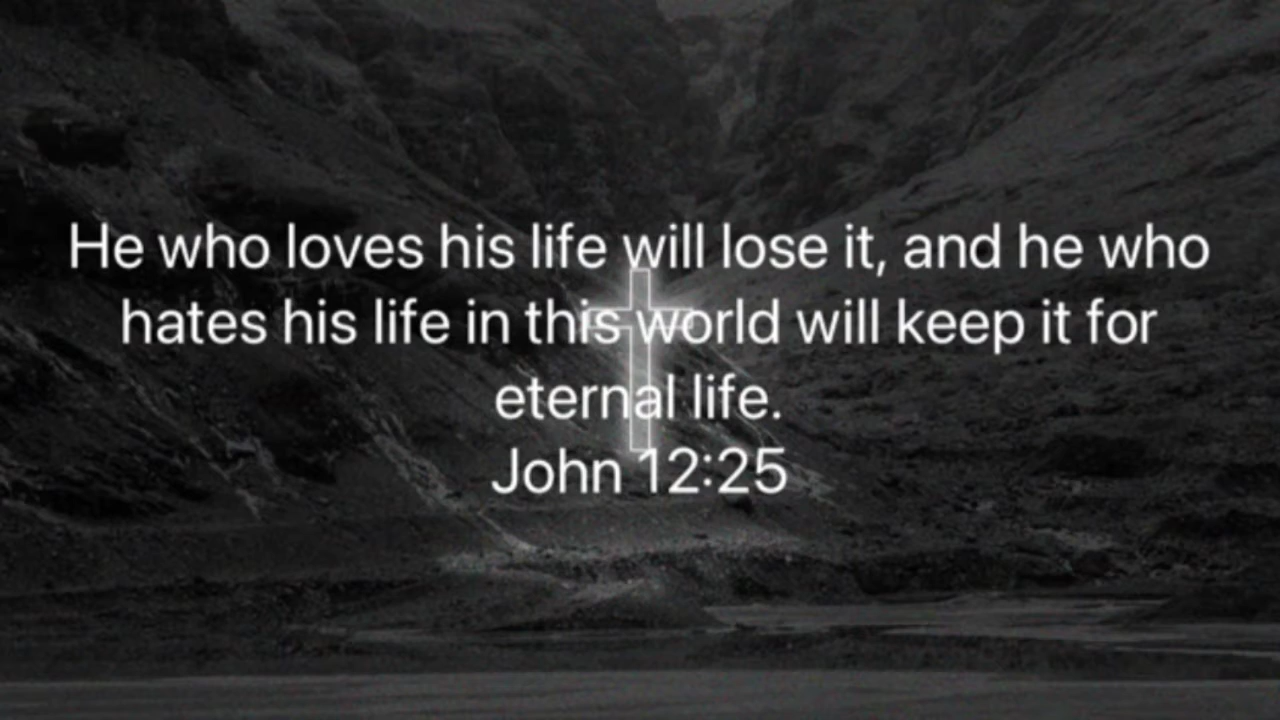 He who loves his life will lose it, and he who
hates his life in this world will keep it for
eternal life.
John 12:25